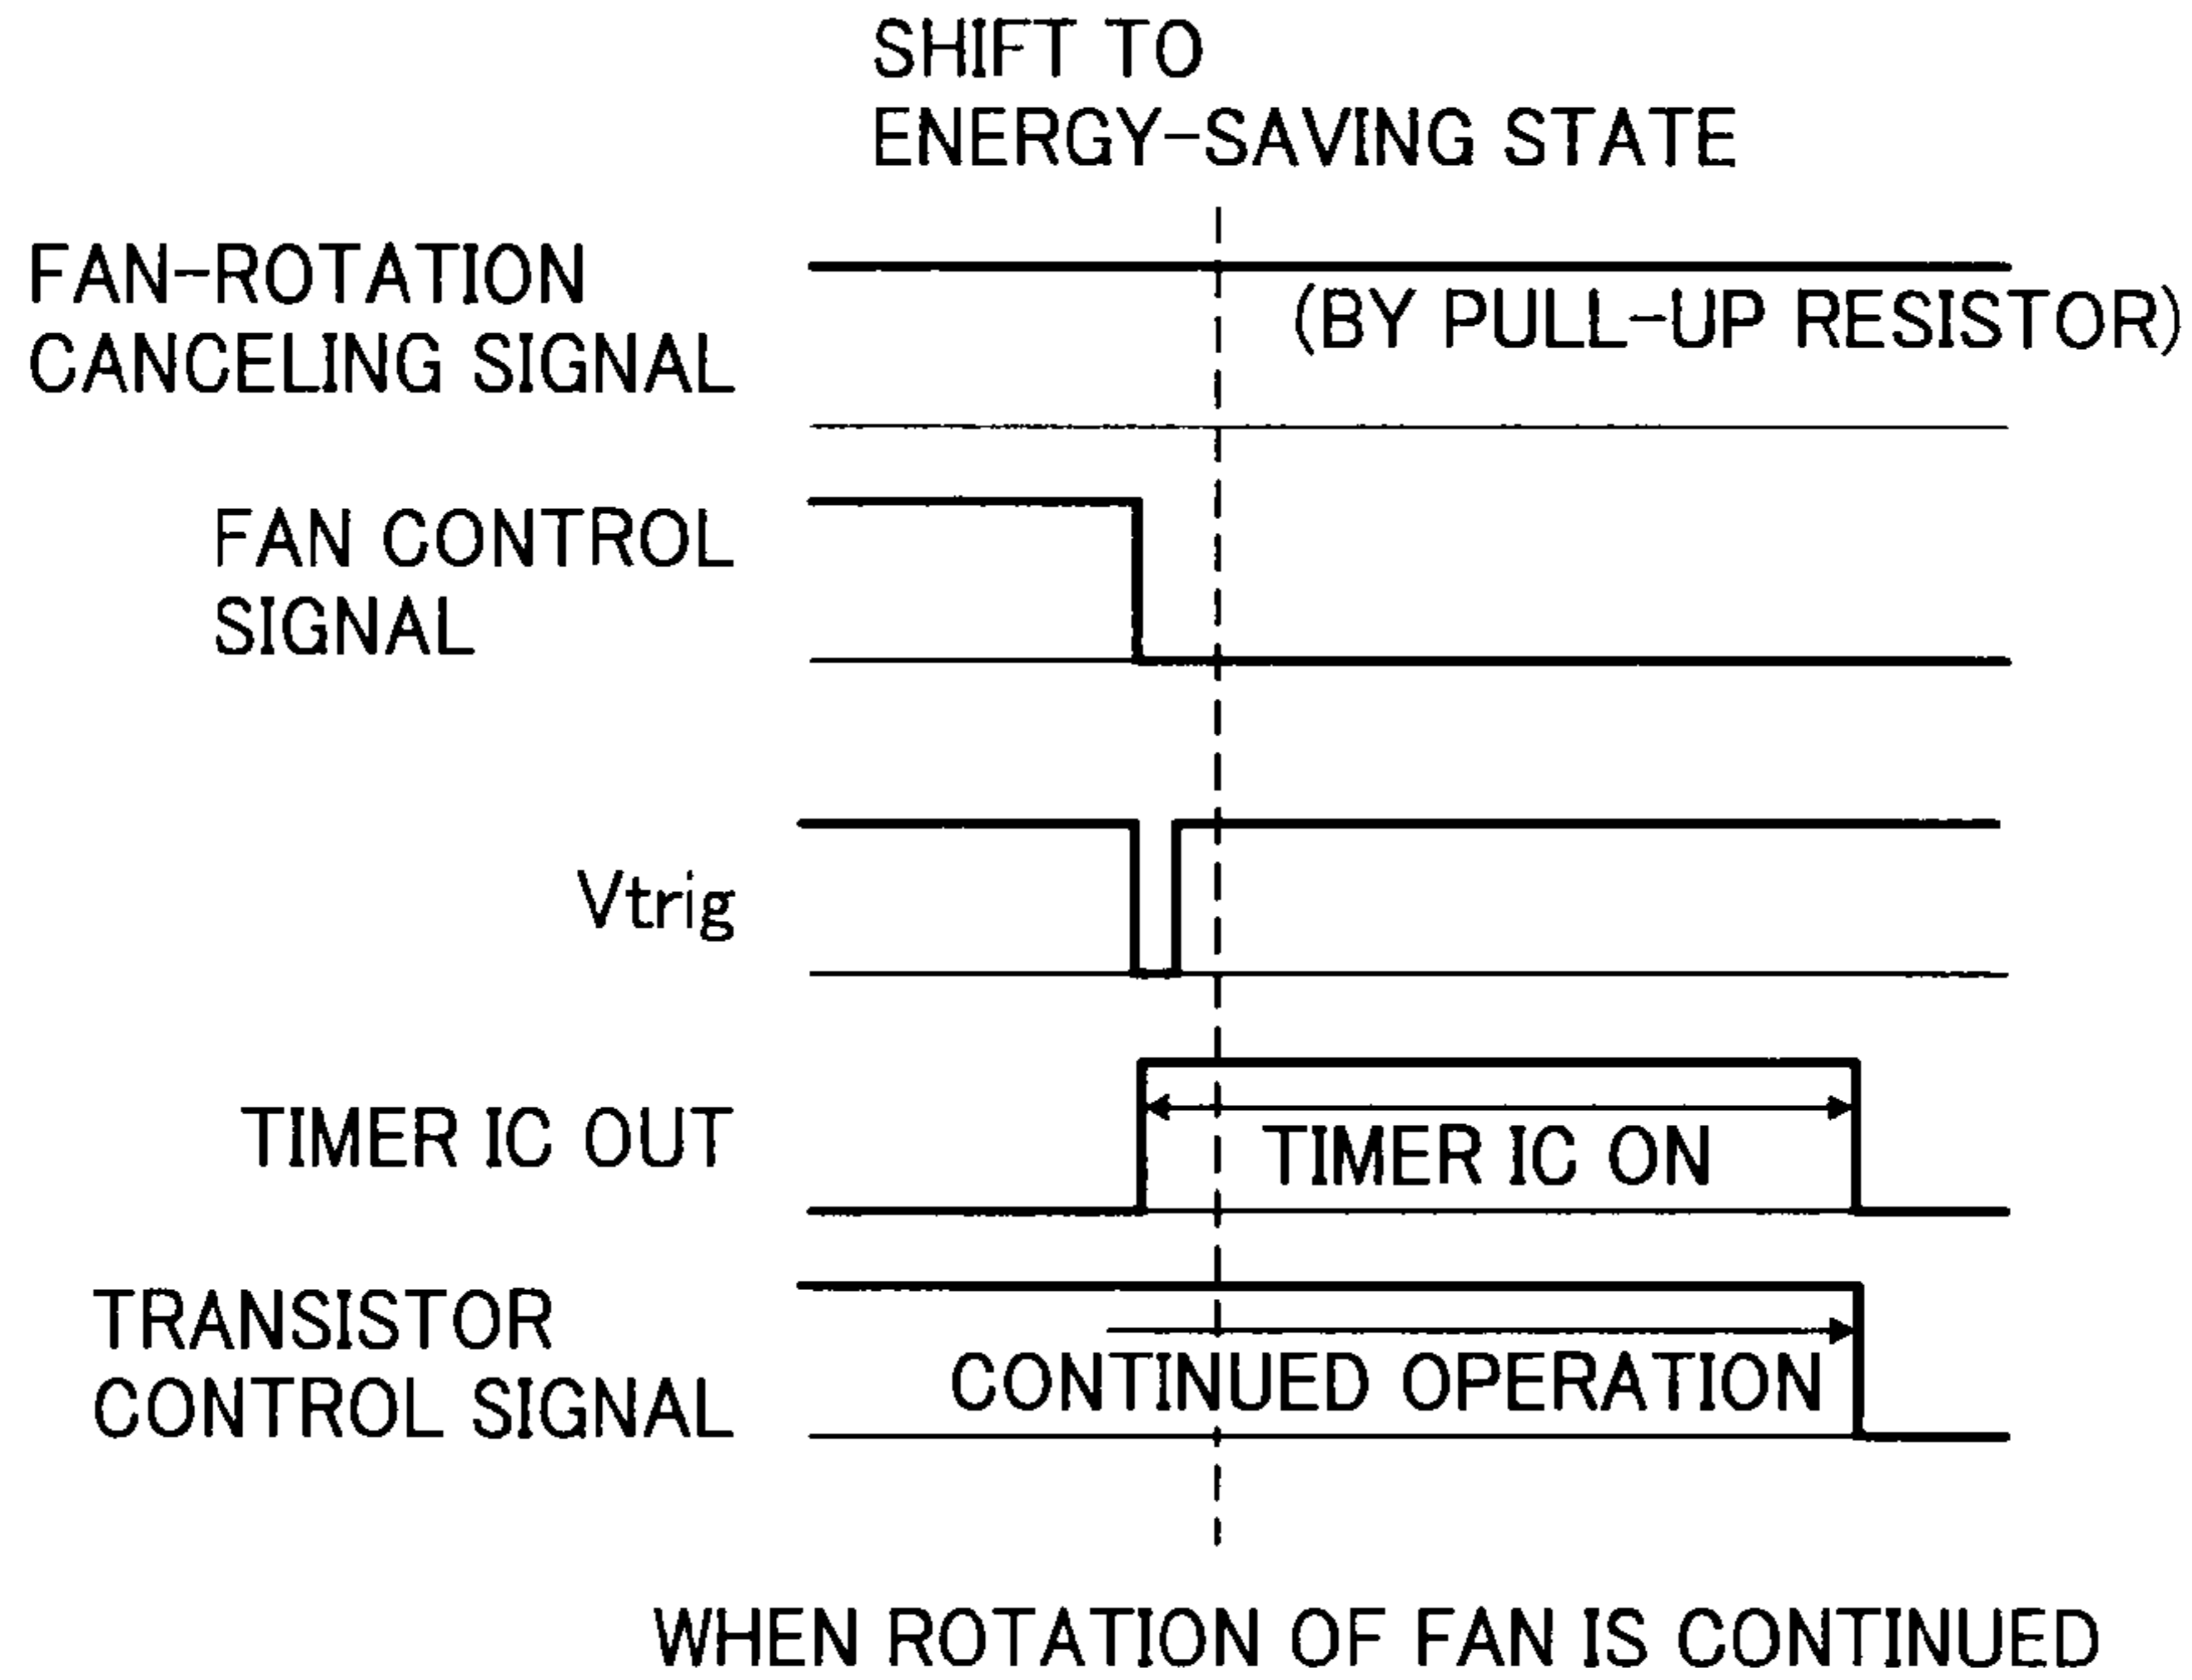 SHIFT TO
ENERGY-SAVING STATE
FAN-ROTATION
CANCELING SIGNAL
(BY PULL-UP RESISTOR)
FAN CONTROL
SIGNAL
Vtrig
TIMER IC OUT
TIMER IC ON
TRANSISTOR
CONTROL SIGNAL
CONTINUED OPERATION
WHEN ROTATION OF FAN IS CONTINUED